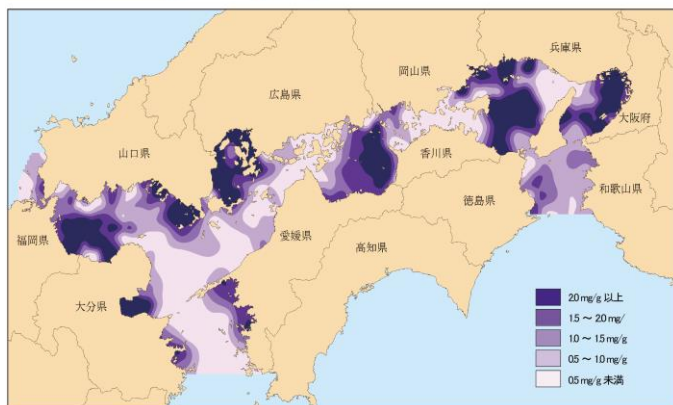 兵庫県
岡山県
広島県
大阪府
山口県
香川県
徳島県
和歌山県
愛媛県
福岡県
高知県
大分県
20mg/g 以上
1.5 ～ 20mg/
1.0 ～ 1.5mg/g
0.5 ～ 1.0mg/g
0.5mg/g 未満